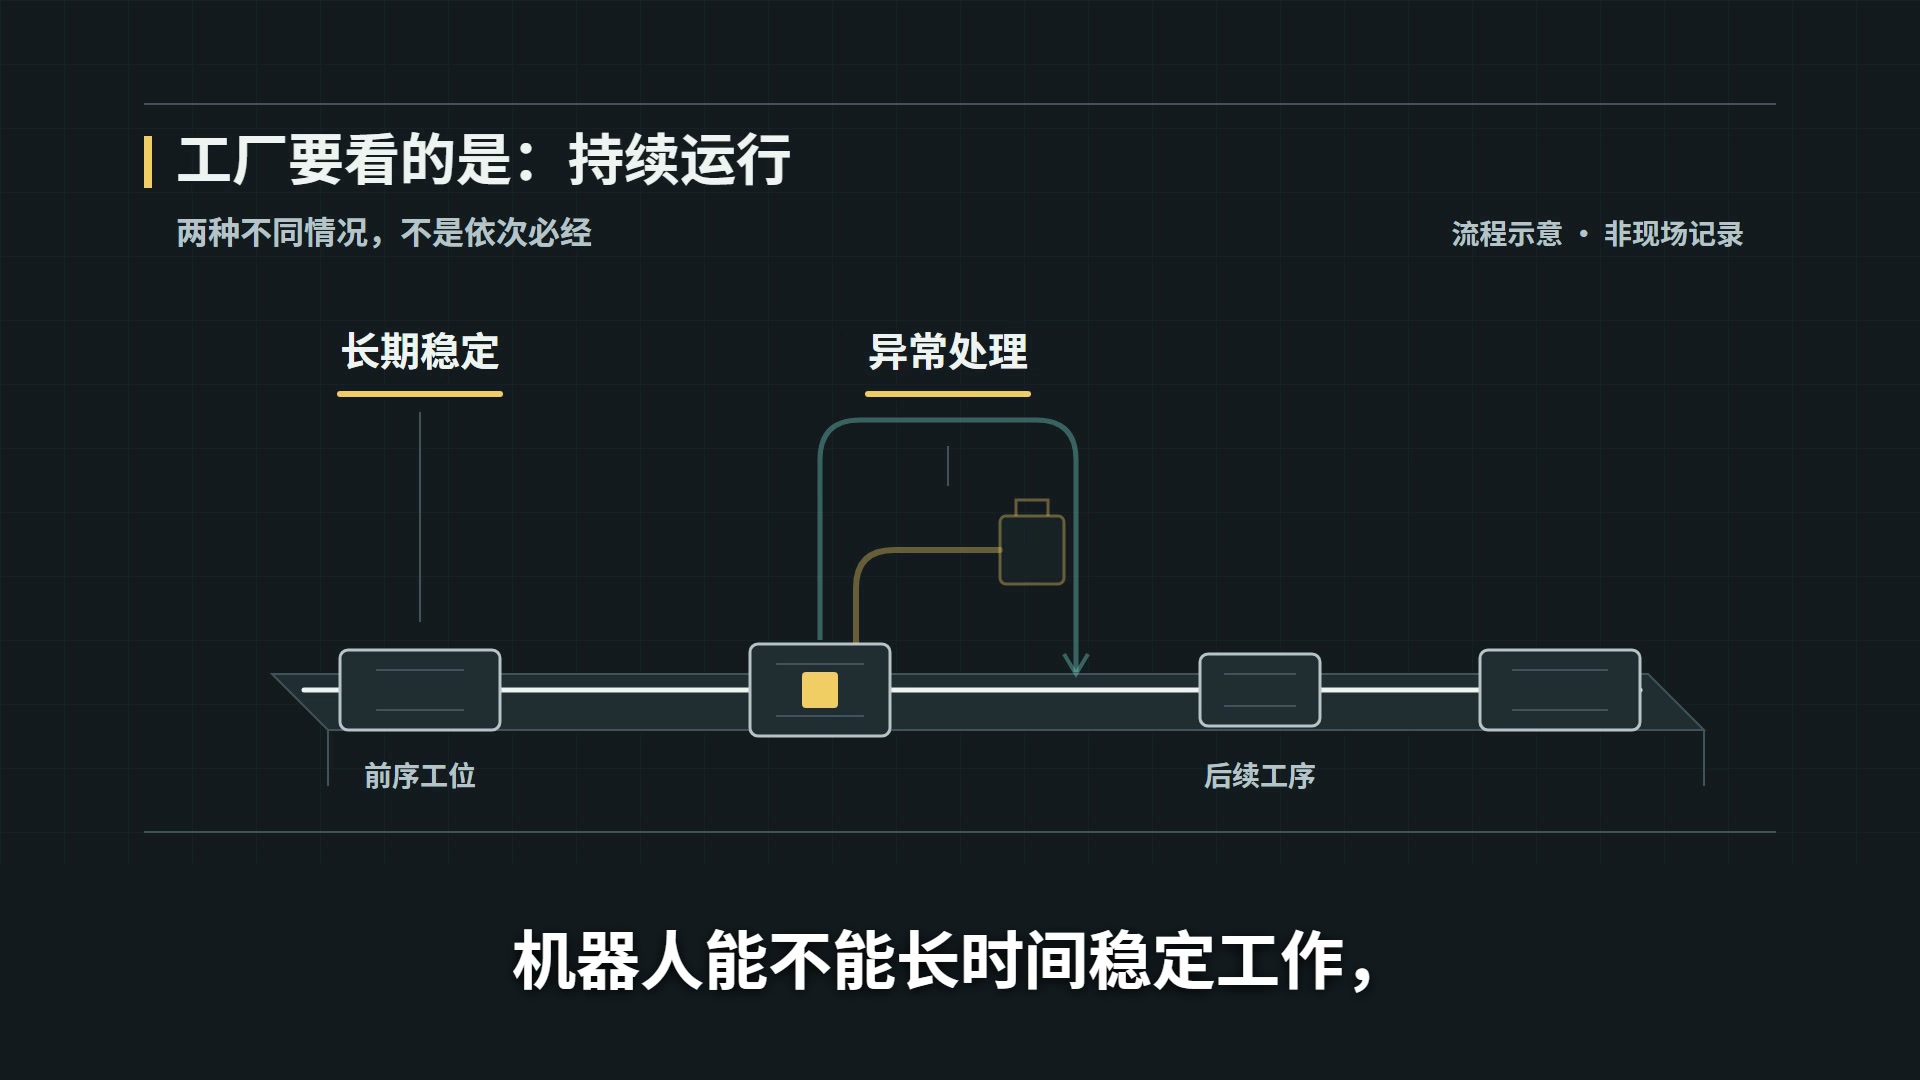 工厂要看的是：持续运行
两种不同情况，不是依次必经
流程示意 · 非现场记录
长期稳定
异常处理
前序工位
后续工序
机器人能不能长时间稳定工作，